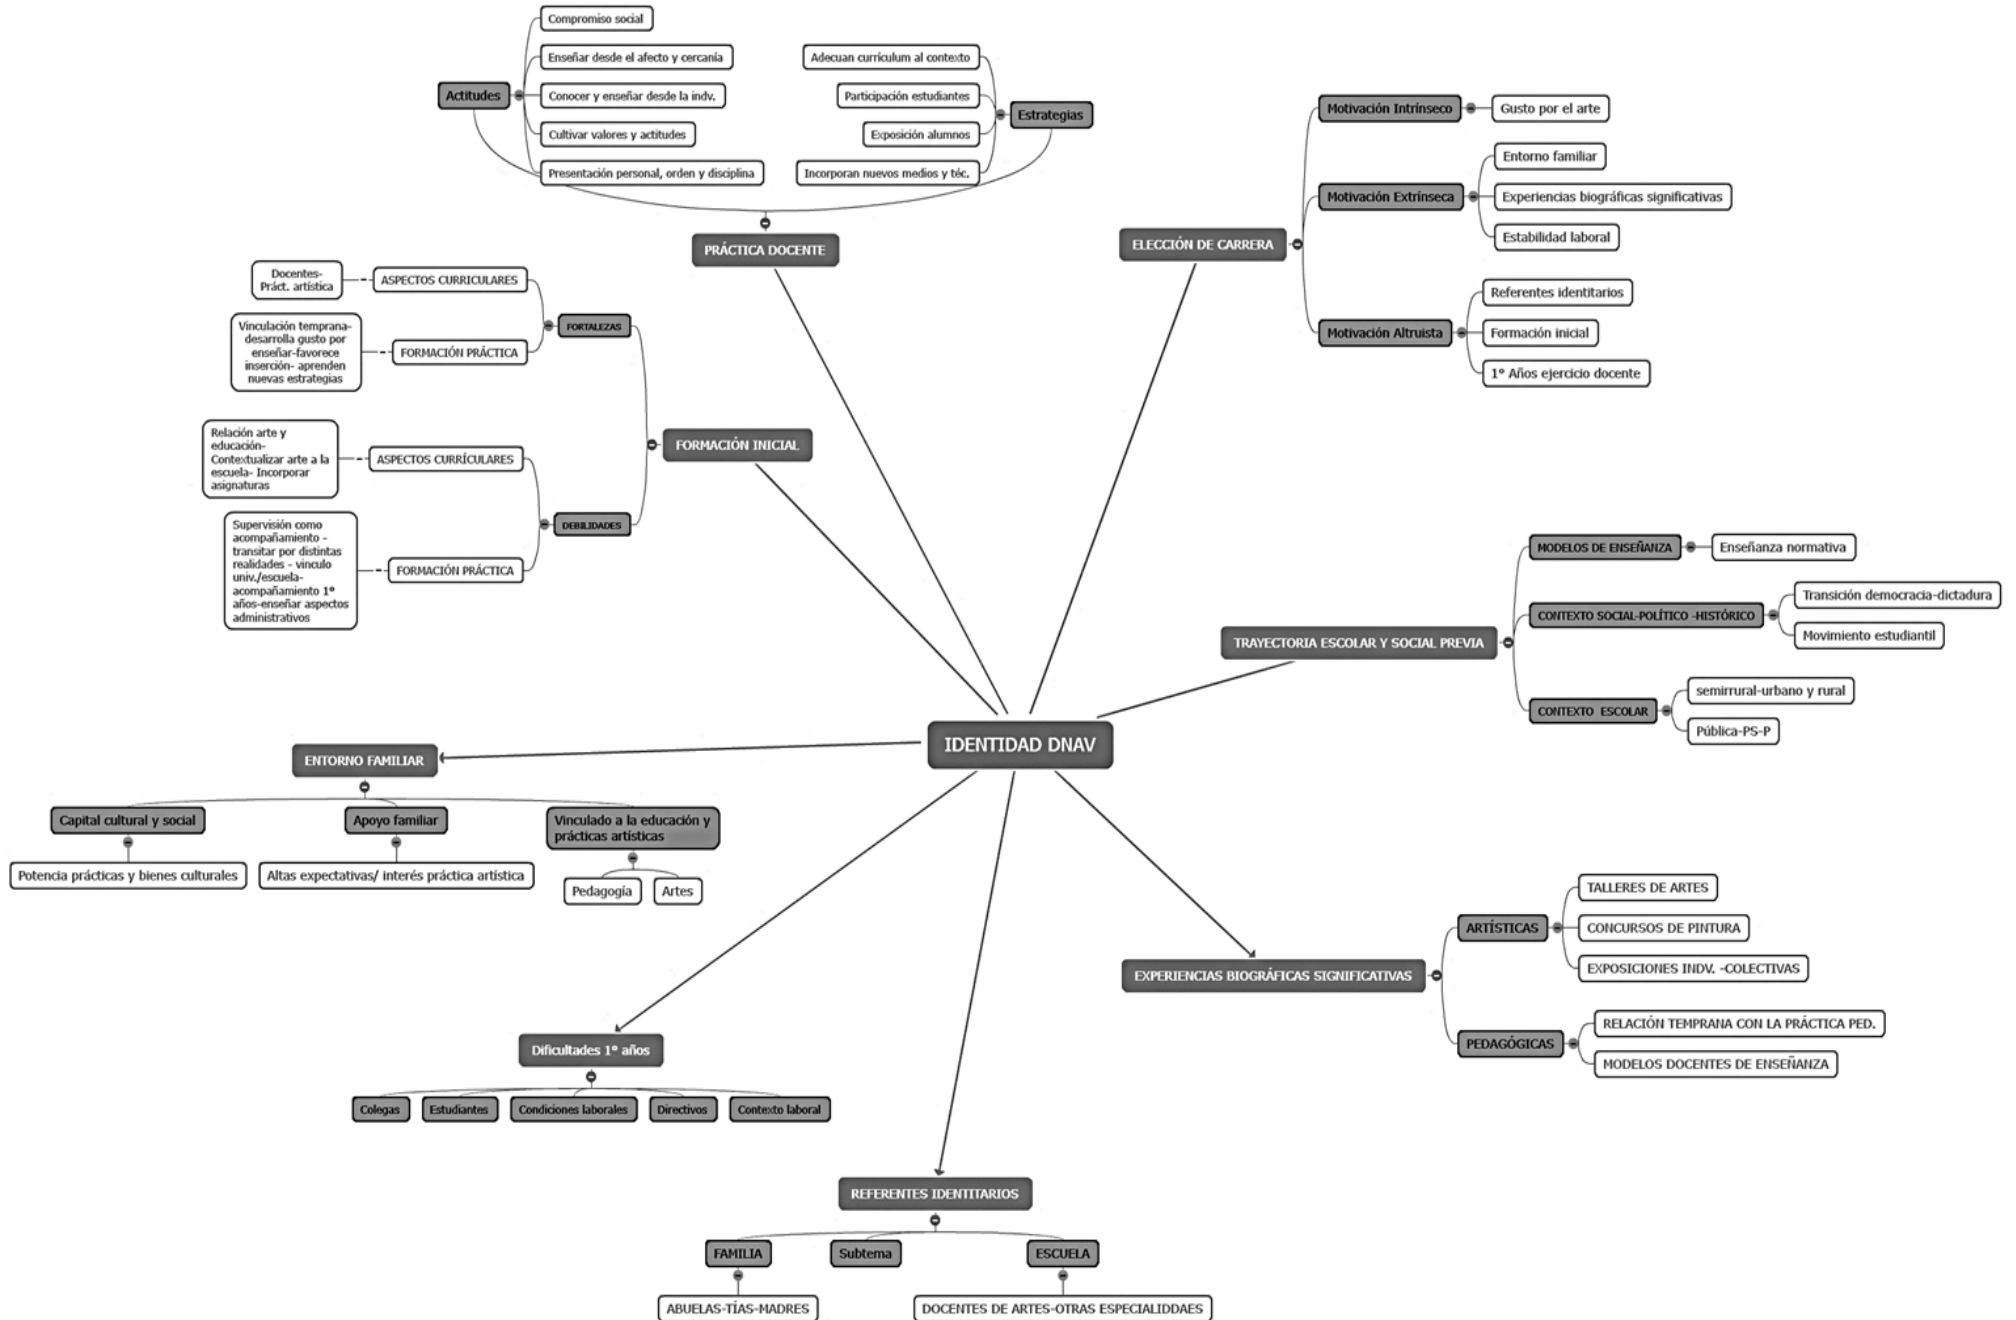 Compromiso social
Enseñar desde el afecto y cercanía
Actitudes
Conocer y enseñar desde la indv.
Cultivar valores y actitudes
Presentación personal, orden y disciplina
Adecuan currículum al contexto
Participación estudiantes
Estrategias
Exposición alumnos
Incorporan nuevos medios y téc.
PRÁCTICA DOCENTE
Motivación Intrínseco
Gusto por el arte
Entorno familiar
Motivación Extrínseca
Experiencias biográficas significativas
Estabilidad laboral
ELECCIÓN DE CARRERA
Referentes identitarios
Motivación Altruista
Formación inicial
1º Años ejercicio docente
Docentes-
Práct. artística
ASPECTOS CURRICULARES
FORTALEZAS
Vinculación temprana-
desarrolla gusto por
enseñar-favorece
inserción- aprenden
nuevas estrategias
FORMACIÓN PRÁCTICA
FORMACIÓN INICIAL
Relación arte y
educación-
Contextualizar arte a la
escuela- Incorporar
asignaturas
ASPECTOS CURRÍCULARES
DEBILIDADES
Supervisión como
acompañamiento -
transitar por distintas
realidades - vinculo
univ./escuela-
acompañamiento 1º
años-enseñar aspectos
administrativos
FORMACIÓN PRÁCTICA
MODELOS DE ENSEÑANZA
Enseñanza normativa
Transición democracia-dictadura
CONTEXTO SOCIAL-POLÍTICO -HISTÓRICO
Movimiento estudiantil
TRAYECTORIA ESCOLAR Y SOCIAL PREVIA
semirrural-urbano y rural
CONTEXTO ESCOLAR
Pública-PS-P
IDENTIDAD DNAV
ENTORNO FAMILIAR
Capital cultural y social
Apoyo familiar
Vinculado a la educación y
prácticas artísticas
Potencia prácticas y bienes culturales
Altas expectativas/ interés práctica artística
Pedagogía
Artes
TALLERES DE ARTES
ARTÍSTICAS
CONCURSOS DE PINTURA
EXPOSICIONES INDV. -COLECTIVAS
EXPERIENCIAS BIOGRÁFICAS SIGNIFICATIVAS
RELACIÓN TEMPRANA CON LA PRÁCTICA PED.
PEDAGÓGICAS
MODELOS DOCENTES DE ENSEÑANZA
Dificultades 1º años
Colegas
Estudiantes
Condiciones laborales
Directivos
Contexto laboral
REFERENTES IDENTITARIOS
FAMILIA
Subtema
ESCUELA
ABUELAS-TÍAS-MADRES
DOCENTES DE ARTES-OTRAS ESPECIALIDDAES